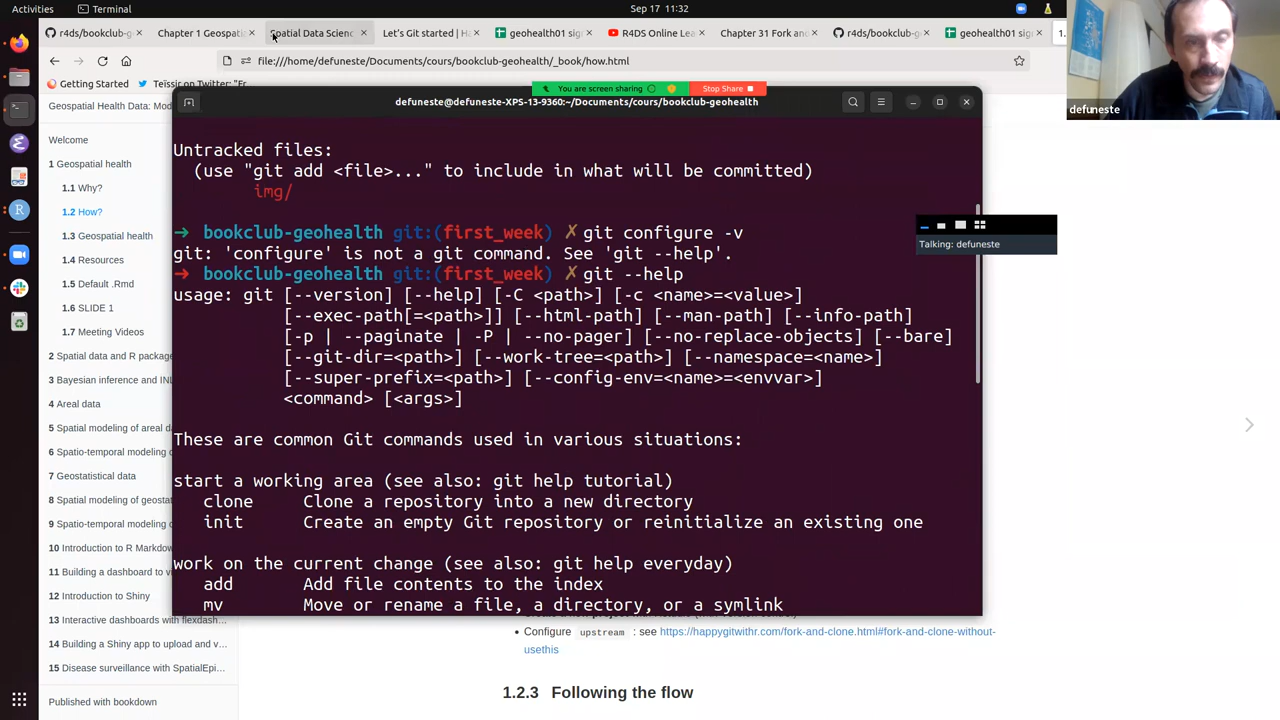 Activities
Terminal
Sep 17 11:32
r4ds/bookclub-g
Chapter 1 Geospati
Spatial Data Scienc
Let's Git started | Ha
geohealth01 sig
R4DS Online Lea
Chapter 31 Fork an
r4ds/bookclub-g
geohealth01 sig
1.
file:///home/defuneste/Documents/cours/bookclub-geohealth/_book/how.html
Getting Started
Teïssir on Twitter: "Fr
You are screen sharing
Stop Share
defuneste
Geospatial Health Data: Mod
defuneste@defuneste-XPS-13-9360:~/Documents/cours/bookclub-geohealth
Welcome
1 Geospatial health
1.1 Why?
1.2 How?
1.3 Geospatial health
1.4 Resources
1.5 Default .Rmd
1.6 SLIDE 1
1.7 Meeting Videos
2 Spatial data and R package
3 Bayesian inference and INL
4 Areal data
5 Spatial modeling of areal da
6 Spatio-temporal modeling o
7 Geostatistical data
8 Spatial modeling of geostat
9 Spatio-temporal modeling o
10 Introduction to R Markdow
11 Building a dashboard to vi
12 Introduction to Shiny
13 Interactive dashboards with flexdash…
14 Building a Shiny app to upload and v…
15 Disease surveillance with SpatialEpi…
Published with bookdown
Untracked files:
(use "git add <file>..." to include in what will be committed)
img/
➜ bookclub-geohealth git:(first_week) ✗ git configure -v
git: 'configure' is not a git command. See 'git --help'.
➜ bookclub-geohealth git:(first_week) ✗ git --help
usage: git [--version] [--help] [-C <path>] [-c <name>=<value>]
[--exec-path[=<path>]] [--html-path] [--man-path] [--info-path]
[-p | --paginate | -P | --no-pager] [--no-replace-objects] [--bare]
[--git-dir=<path>] [--work-tree=<path>] [--namespace=<name>]
[--super-prefix=<path>] [--config-env=<name>=<envvar>]
<command> [<args>]
These are common Git commands used in various situations:
start a working area (see also: git help tutorial)
clone Clone a repository into a new directory
init Create an empty Git repository or reinitialize an existing one
work on the current change (see also: git help everyday)
add Add file contents to the index
mv Move or rename a file, a directory, or a symlink
Talking: defuneste
Configure upstream : see https://happygitwithr.com/fork-and-clone.html#fork-and-clone-without-
usethis
1.2.3 Following the flow